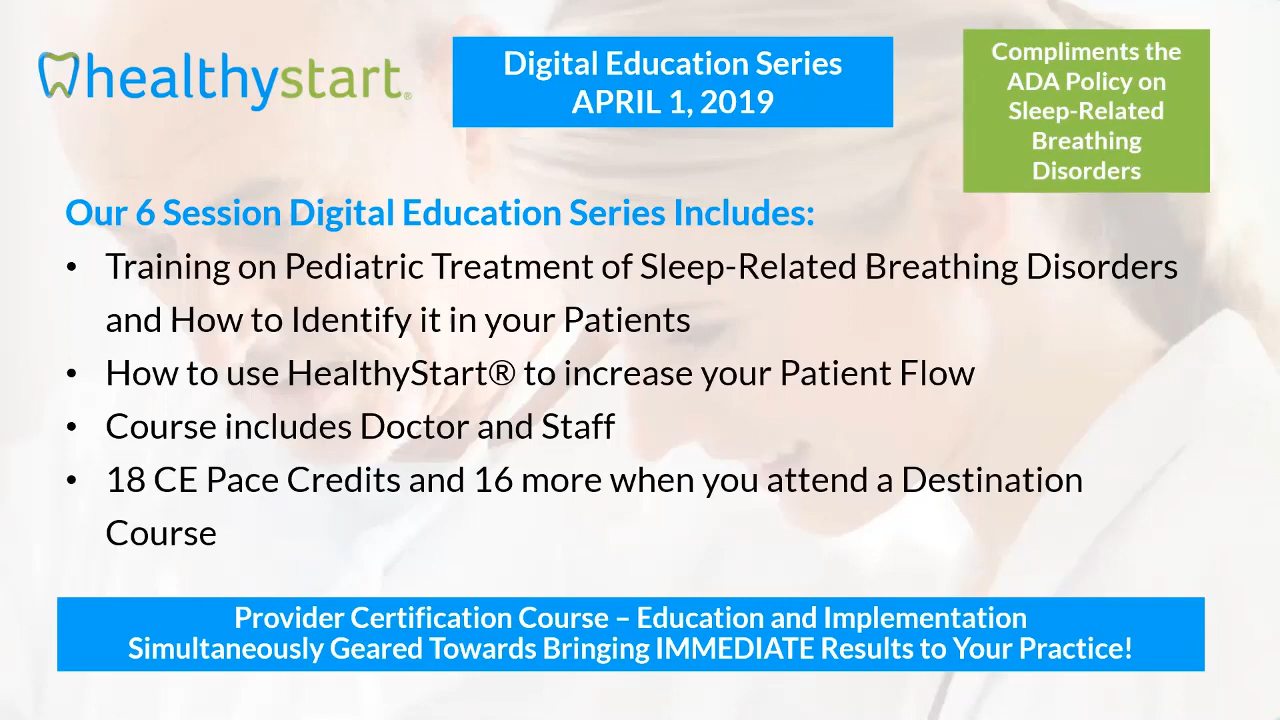 healthystart®
Digital Education Series
APRIL 1, 2019
Compliments the
ADA Policy on
Sleep-Related
Breathing
Disorders
Our 6 Session Digital Education Series Includes:
• Training on Pediatric Treatment of Sleep-Related Breathing Disorders
and How to Identify it in your Patients
• How to use HealthyStart® to increase your Patient Flow
• Course includes Doctor and Staff
• 18 CE Pace Credits and 16 more when you attend a Destination
Course
Provider Certification Course – Education and Implementation
Simultaneously Geared Towards Bringing IMMEDIATE Results to Your Practice!